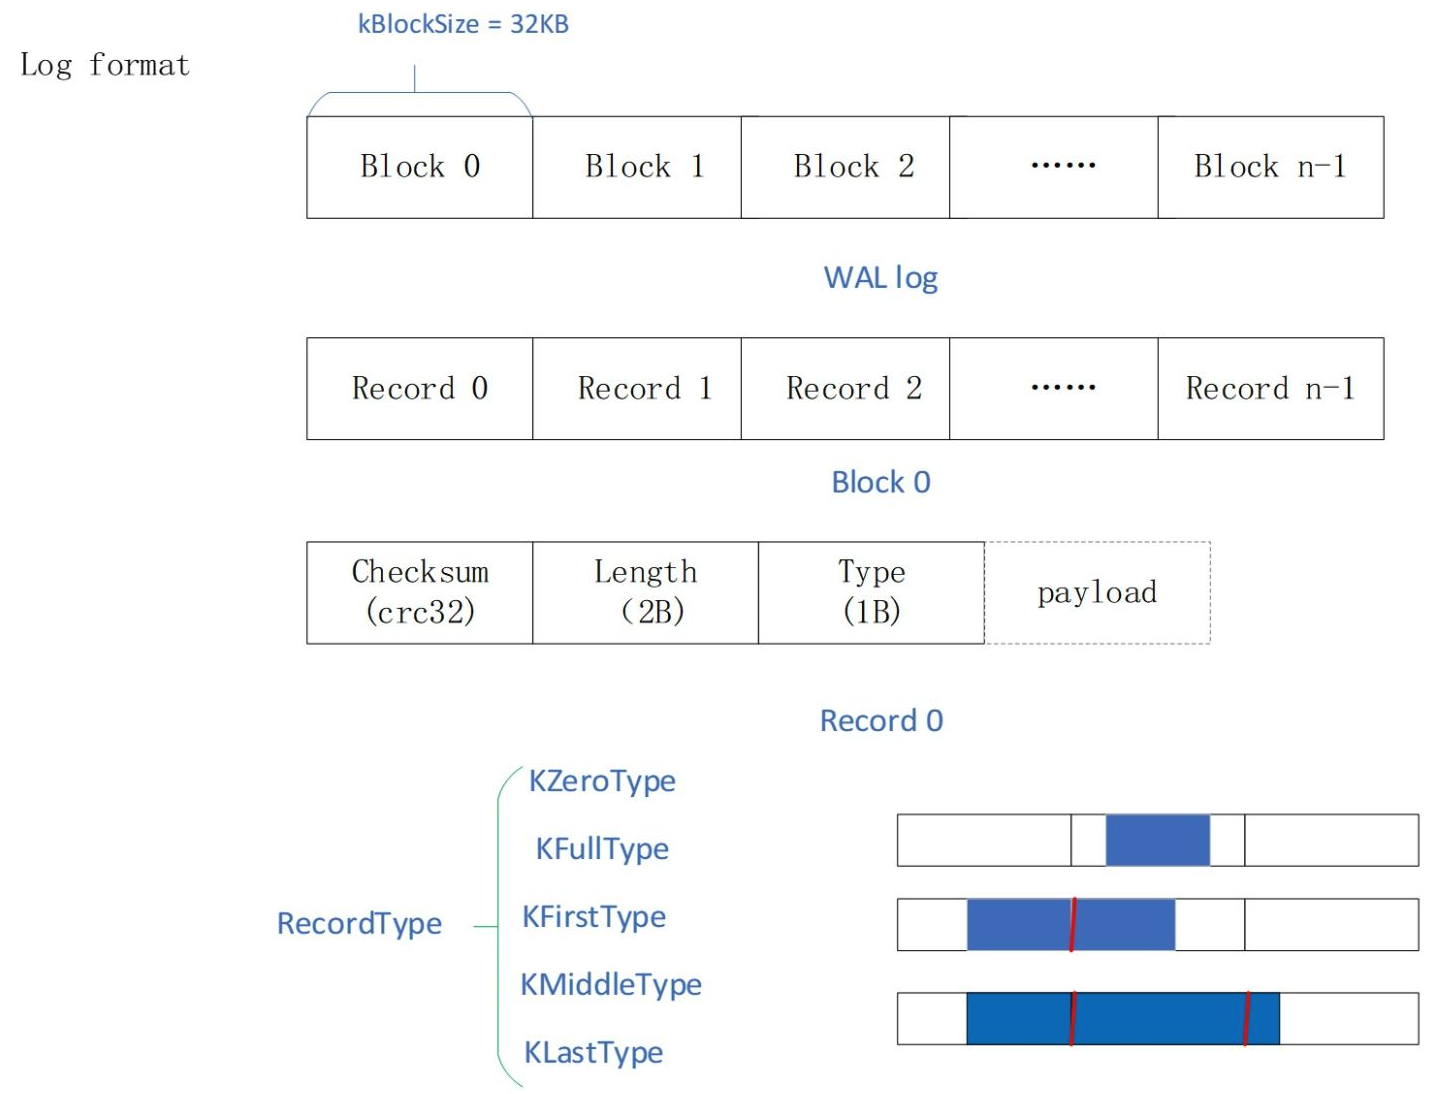 kBlockSize = 32KB
Log format
Block 0
Block 1
Block 2
......
Block n-1
WAL log
Record 0
Record 1
Record 2
......
Record n-1
Block 0
Checksum
(crc32)
Length
(2B)
Type
(1B)
payload
Record 0
KZeroType
KFullType
KFirstType
RecordType
KMiddleType
KLastType